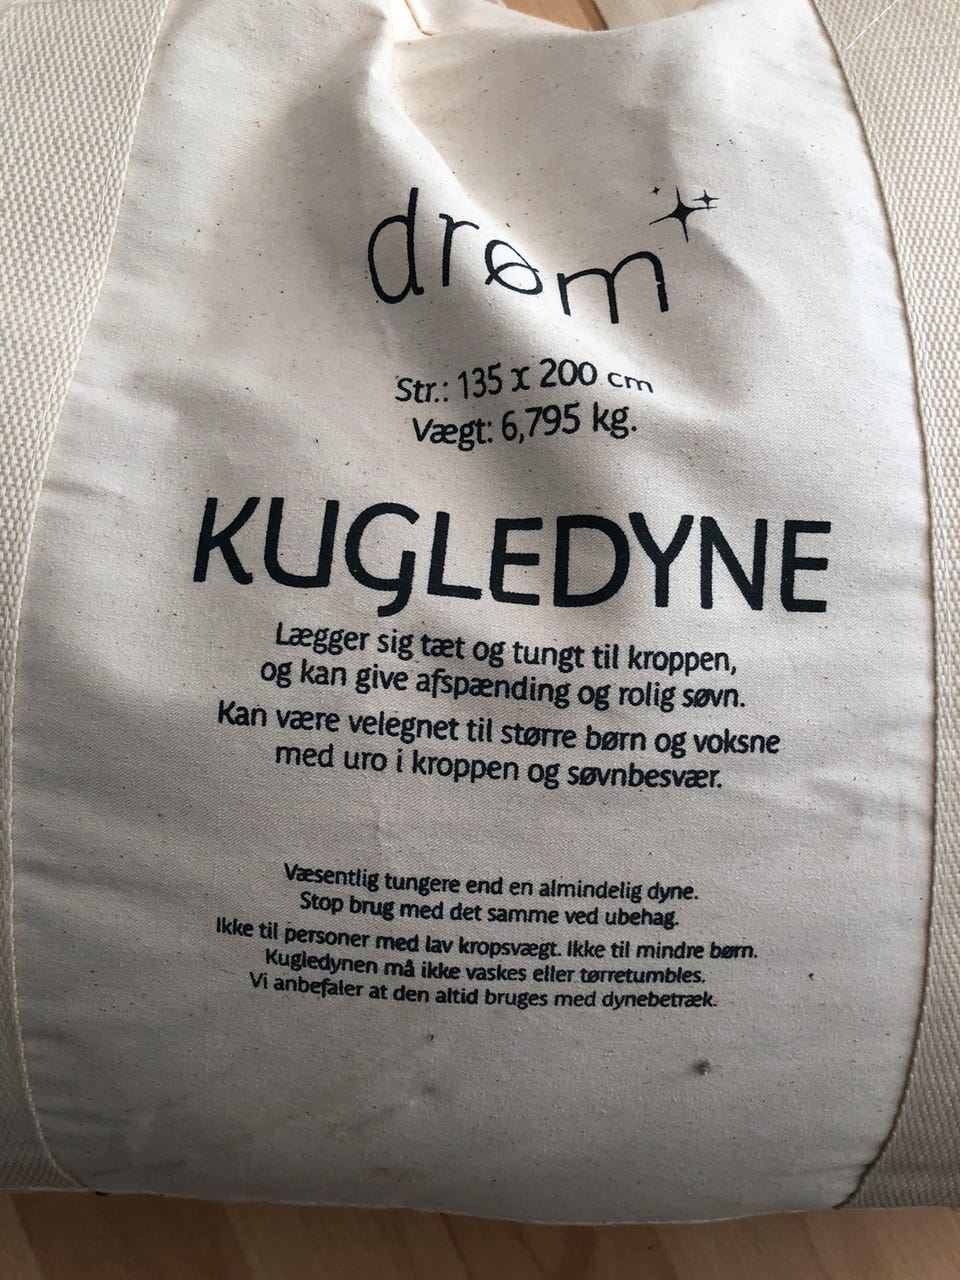 drøm
Str.: 135 x 200 cm
Vægt: 6,795 kg.
KUGLEDYNE
Lægger sig tæt og tungt til kroppen,
og kan give afspænding og rolig søvn.
Kan være velegnet til større børn og voksne
med uro i kroppen og søvnbesvær.
Væsentlig tungere end en almindelig dyne.
Stop brug med det samme ved ubehag.
Ikke til personer med lav kropsvægt. Ikke til mindre børn.
Kugledynen må ikke vaskes eller tørretumbles.
Vi anbefaler at den altid bruges med dynebetræk.